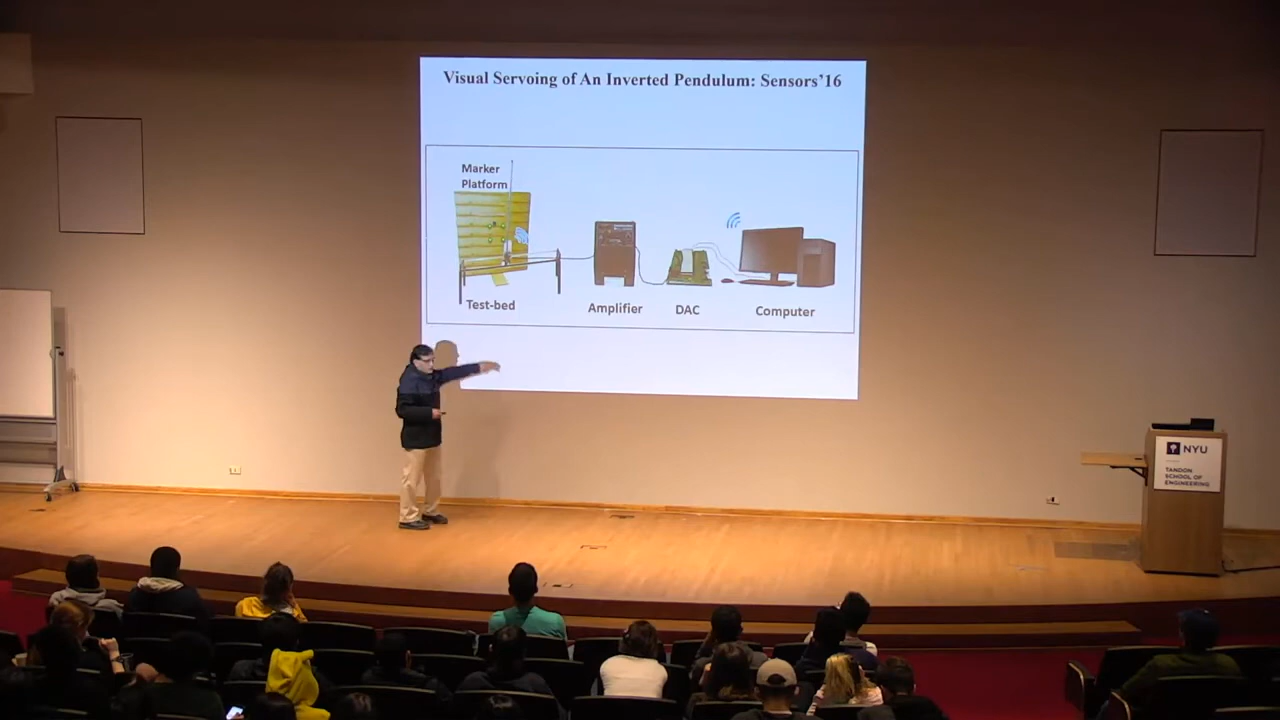 Visual Servoing of An Inverted Pendulum: Sensors'16
Marker
Platform
Test-bed
Amplifier
DAC
Computer
NYU
TANDON
SCHOOL OF
ENGINEERING